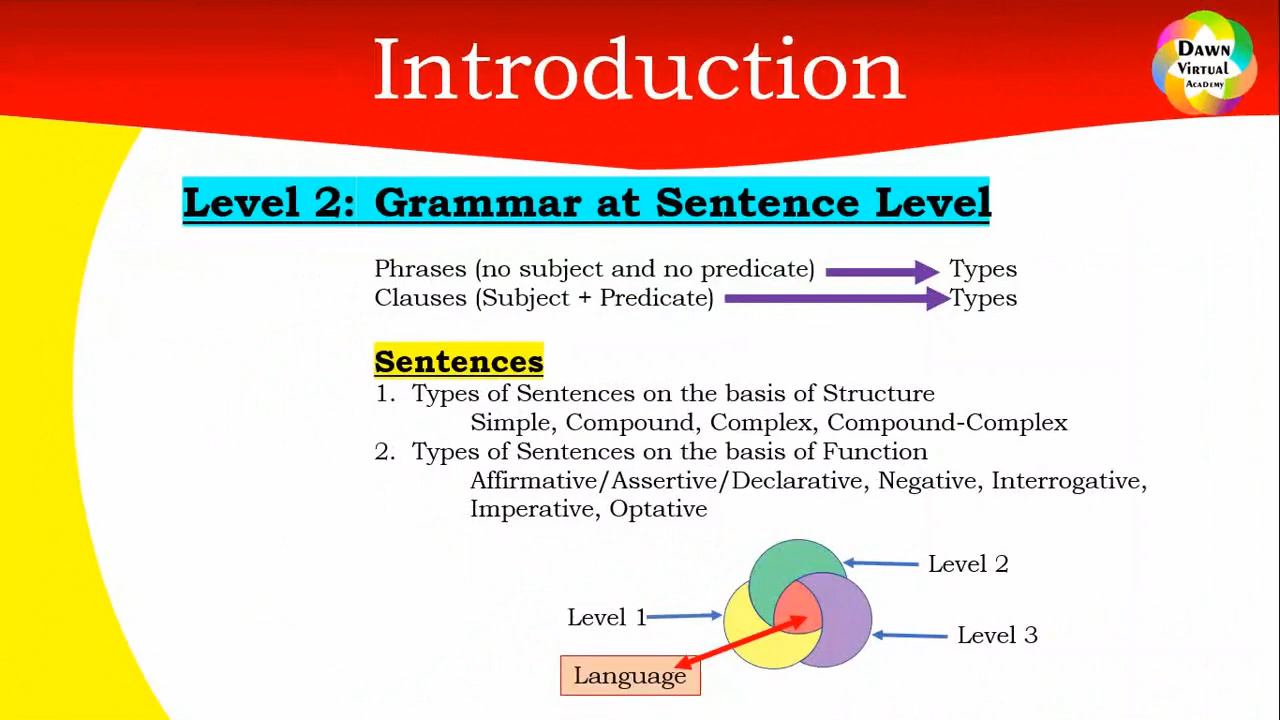 Introduction
DAWN
VIRTUAL
ACADEMY
Level 2: Grammar at Sentence Level
Phrases (no subject and no predicate) Types
Clauses (Subject + Predicate) Types
Sentences
1. Types of Sentences on the basis of Structure
Simple, Compound, Complex, Compound-Complex
2. Types of Sentences on the basis of Function
Affirmative/Assertive/Declarative, Negative, Interrogative,
Imperative, Optative
Level 2
Level 1
Level 3
Language